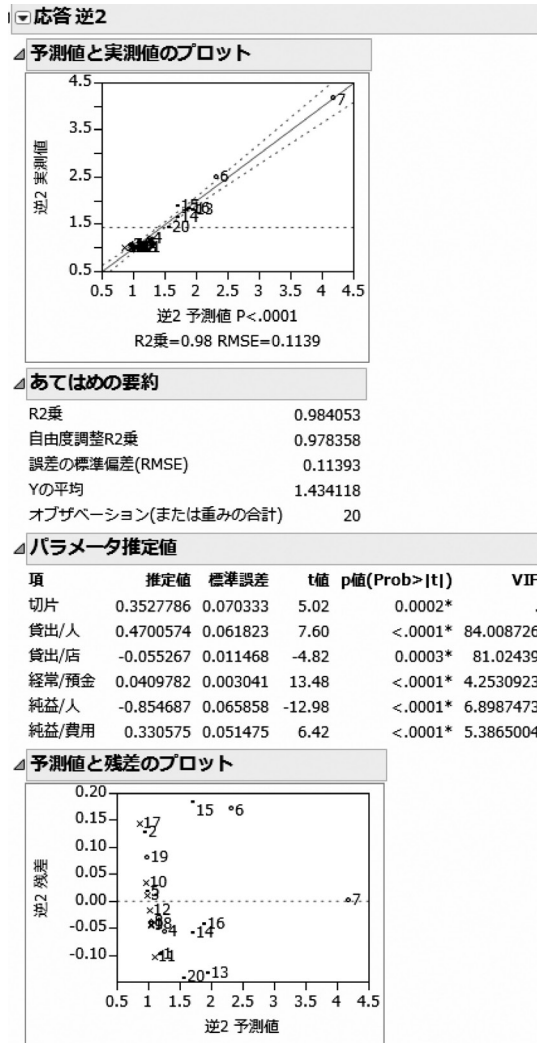 応答 逆2
予測値と実測値のプロット
4.5
3.5
2.5
1.5
0.5
逆2 実測値
7
6
15
16
13
14
20
4
0.5 1 1.5 2 2.5 3 3.5 4 4.5
逆2 予測値 P<.0001
R2乗=0.98 RMSE=0.1139
あてはめの要約
R2乗 0.984053
自由度調整R2乗 0.978358
誤差の標準偏差(RMSE) 0.11393
Yの平均 1.434118
オブザベーション(または重みの合計) 20
パラメータ推定値
項 推定値 標準誤差 t値 p値(Prob>|t|) VIF
切片 0.3527786 0.070333 5.02 0.0002* .
貸出/人 0.4700574 0.061823 7.60 <.0001* 84.008726
貸出/店 -0.055267 0.011468 -4.82 0.0003* 81.02439
経常/預金 0.0409782 0.003041 13.48 <.0001* 4.2530923
純益/人 -0.854687 0.065858 -12.98 <.0001* 6.8987473
純益/費用 0.330575 0.051475 6.42 <.0001* 5.3865004
予測値と残差のプロット
0.20
0.15
0.10
0.05
0.00
-0.05
-0.10
逆2 残差
15
6
17
2
19
10
5
7
12
4
14
16
11
20
13
0.5 1 1.5 2 2.5 3 3.5 4 4.5
逆2 予測値